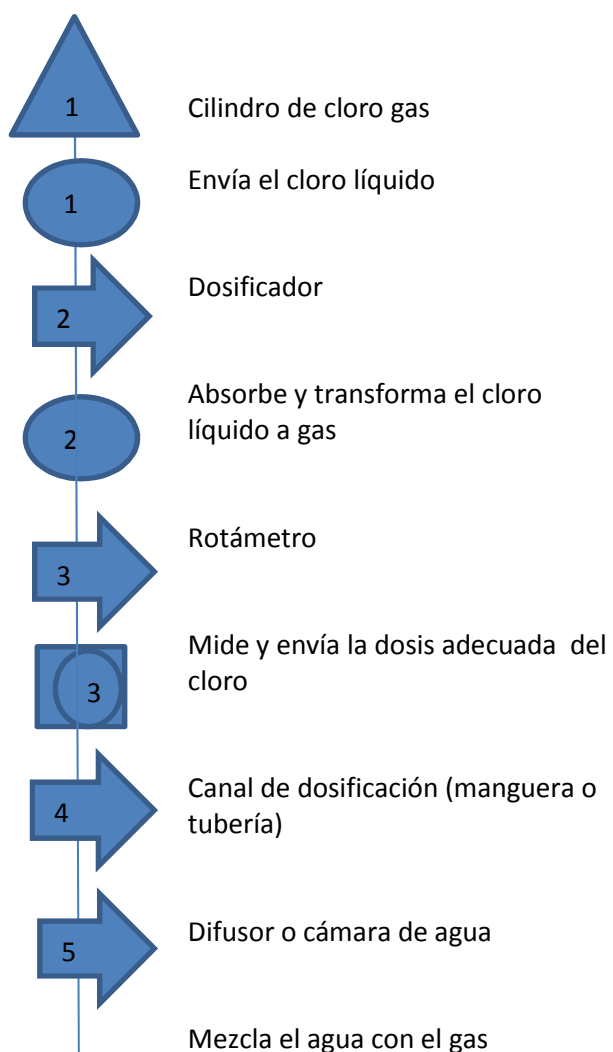 1
Cilindro de cloro gas
1
Envía el cloro líquido
2
Dosificador
2
Absorbe y transforma el cloro
líquido a gas
3
Rotámetro
3
Mide y envía la dosis adecuada del
cloro
4
Canal de dosificación (manguera o
tubería)
5
Difusor o cámara de agua
Mezcla el agua con el gas